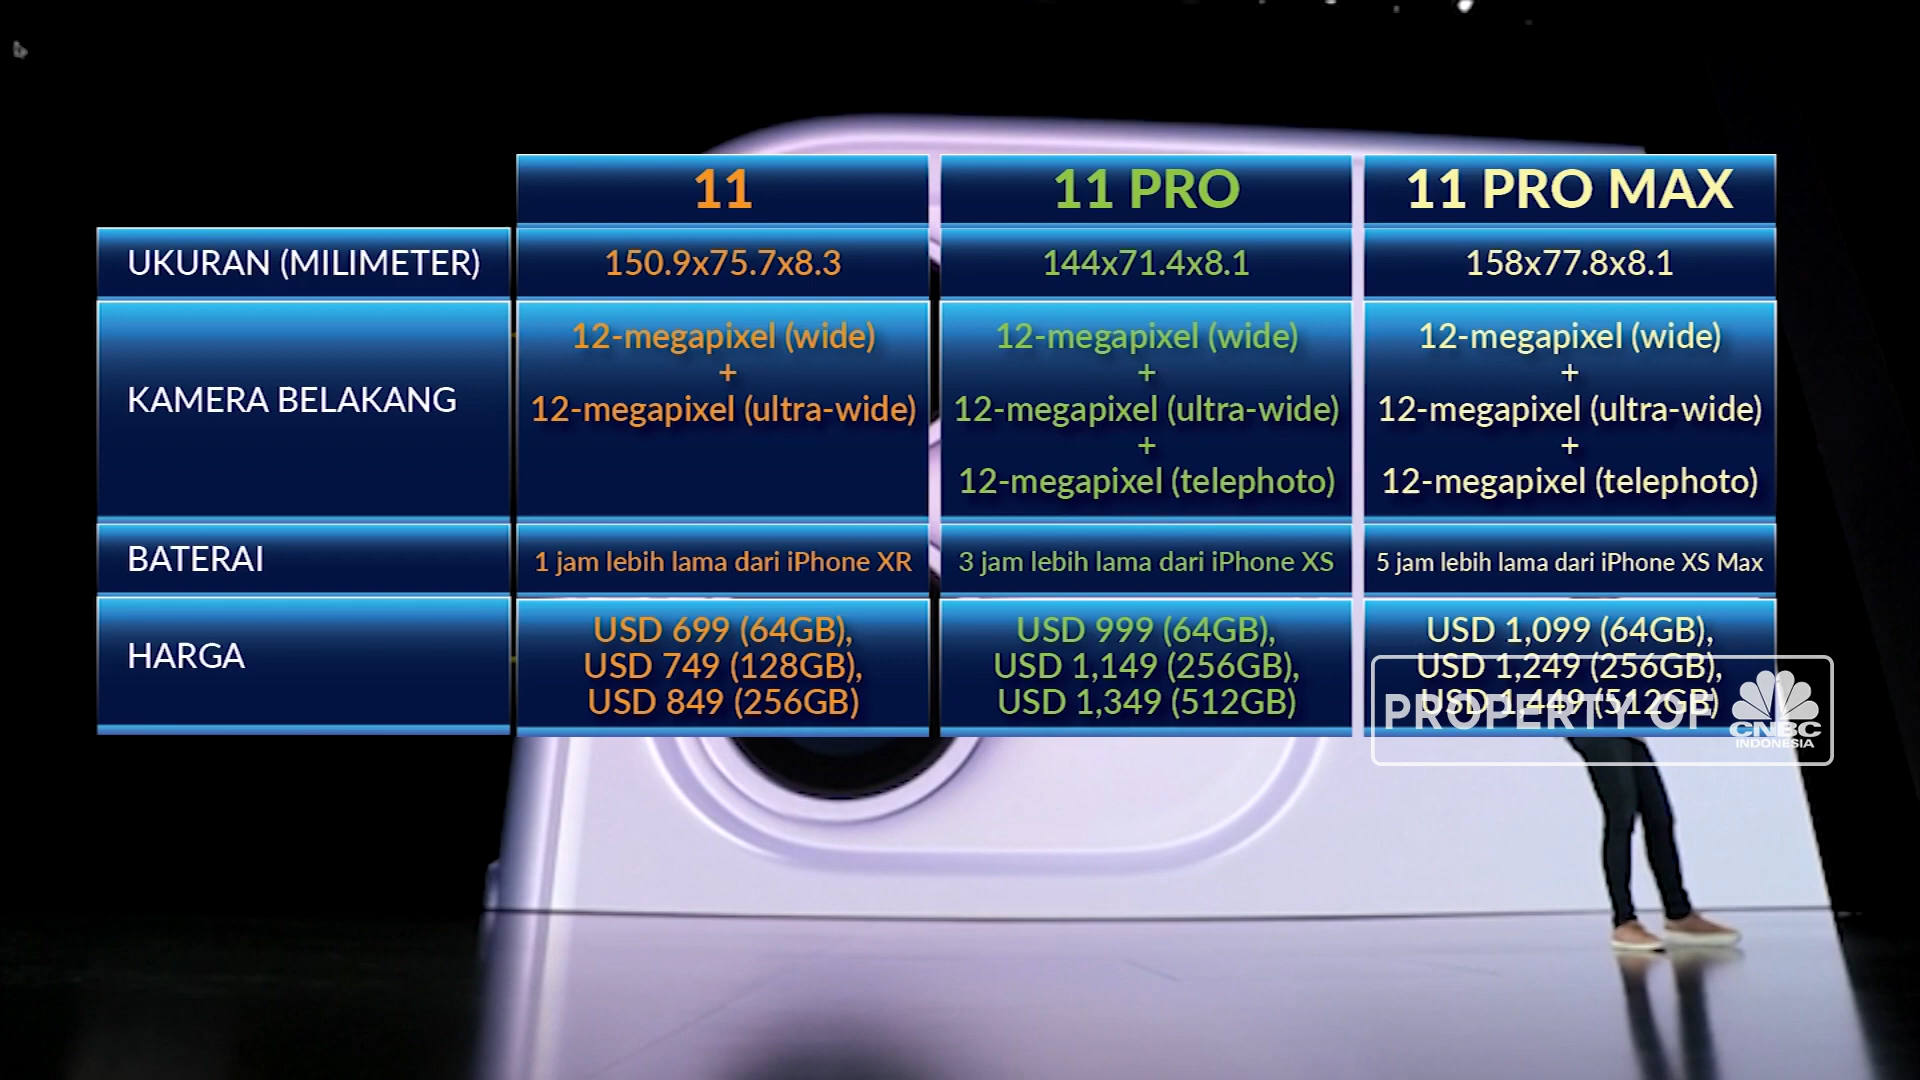 11
11 PRO
11 PRO MAX
UKURAN (MILIMETER)
150.9x75.7x8.3
144x71.4x8.1
158x77.8x8.1
KAMERA BELAKANG
12-megapixel (wide)
+
12-megapixel (ultra-wide)
12-megapixel (wide)
+
12-megapixel (ultra-wide)
+
12-megapixel (telephoto)
12-megapixel (wide)
+
12-megapixel (ultra-wide)
+
12-megapixel (telephoto)
BATERAI
1 jam lebih lama dari iPhone XR
3 jam lebih lama dari iPhone XS
5 jam lebih lama dari iPhone XS Max
HARGA
USD 699 (64GB),
USD 749 (128GB),
USD 849 (256GB)
USD 999 (64GB),
USD 1,149 (256GB),
USD 1,349 (512GB)
USD 1,099 (64GB),
USD 1,249 (256GB),
USD 1,449 (512GB)
PROPERTY OF
CNBC
INDONESIA